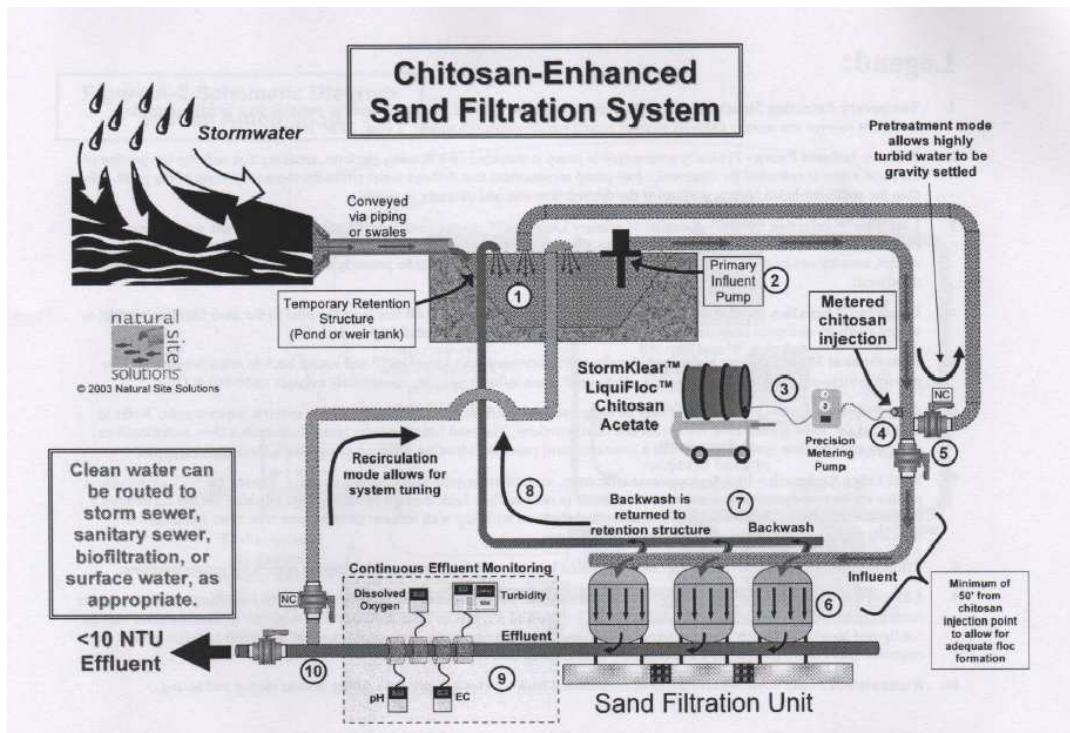 Chitosan-Enhanced
Sand Filtration System
Stormwater
Pretreatment mode
allows highly
turbid water to be
gravity settled
Conveyed
via piping
or swales
1
Primary
Influent
Pump
2
Temporary Retention
Structure
(Pond or weir tank)
Metered
chitosan
injection
natural
site
solutions
© 2003 Natural Site Solutions
StormKlear™
LiquiFloc™
Chitosan
Acetate
3
NC
4
5
Precision
Metering
Pump
Clean water can
be routed to
storm sewer,
sanitary sewer,
biofiltration, or
surface water, as
appropriate.
Recirculation
mode allows for
system tuning
8
7
Backwash is
returned to
retention structure
Backwash
Continuous Effluent Monitoring
Influent
NC
Dissolved
Oxygen
Turbidity
6
Minimum of
50' from
chitosan
injection point
to allow for
adequate floc
formation
<10 NTU
Effluent
Effluent
10
9
pH
EC
Sand Filtration Unit